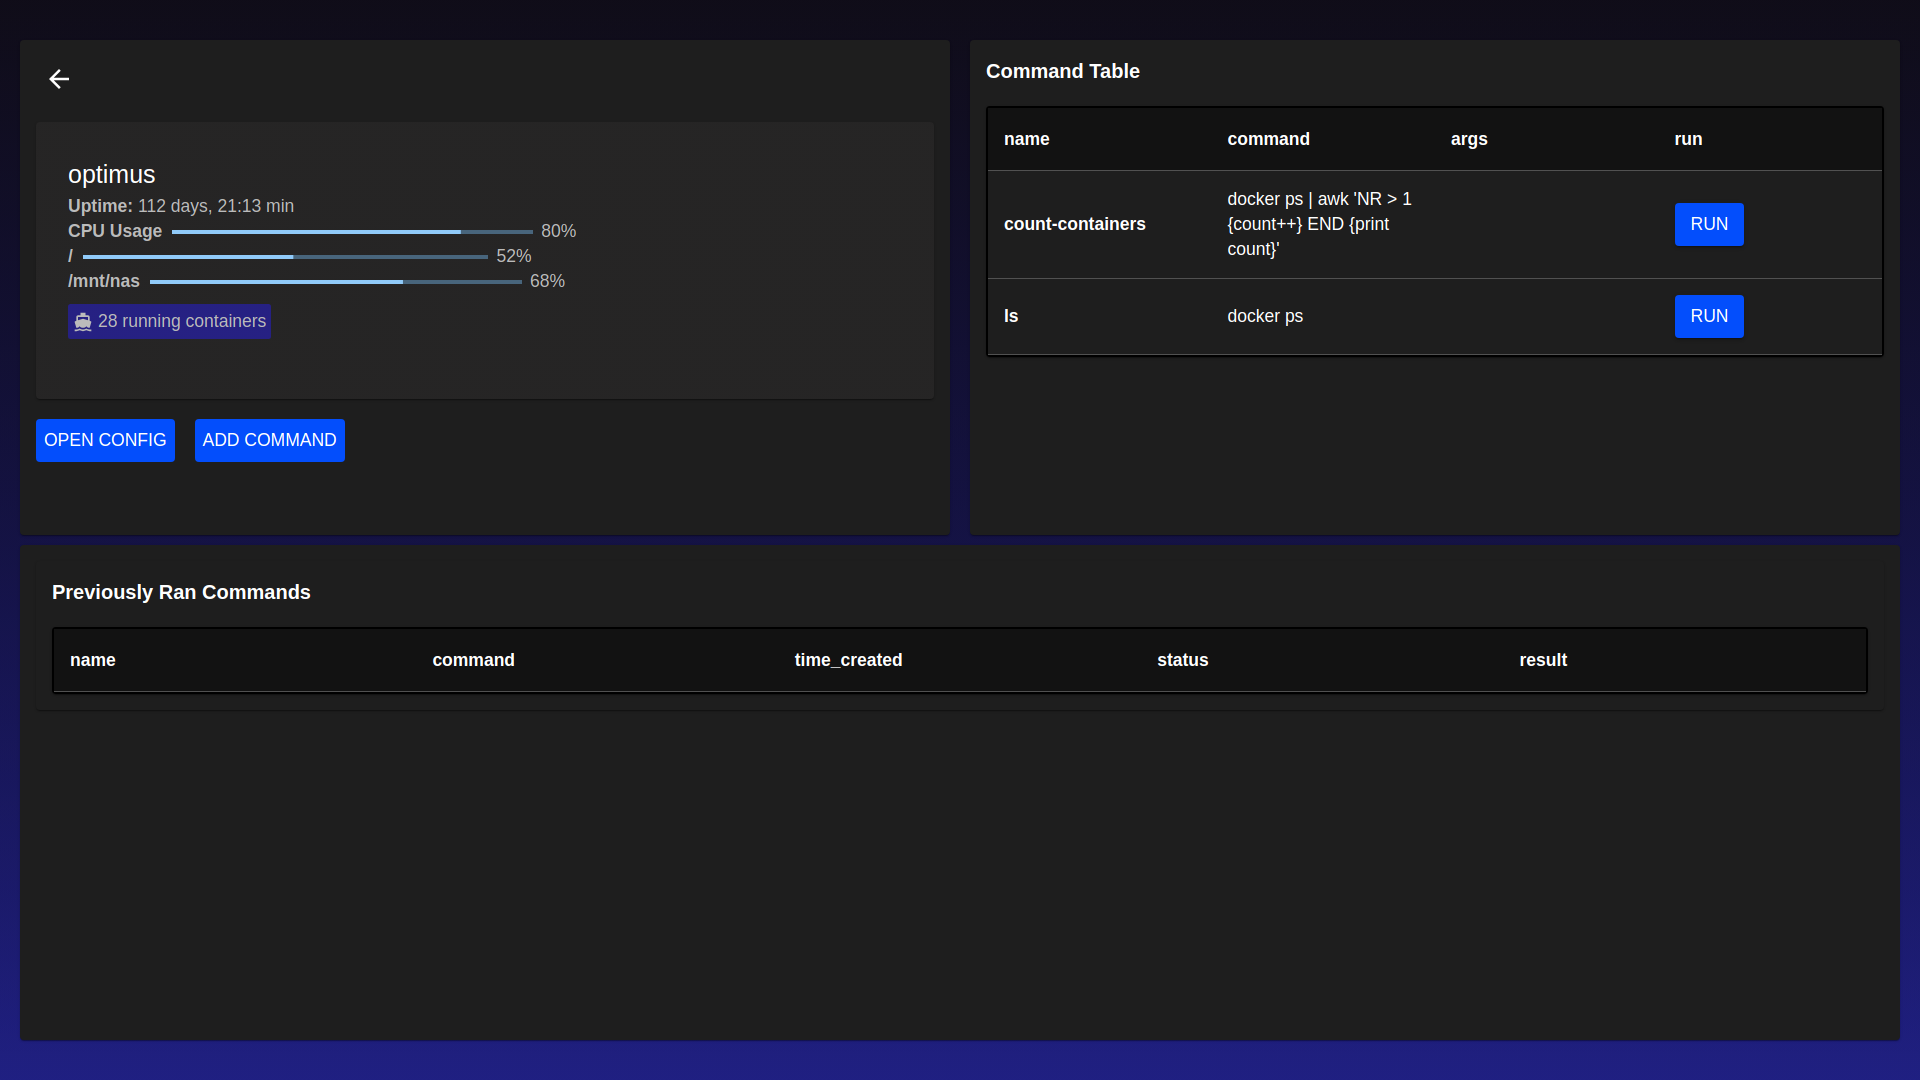 optimus
Uptime: 112 days, 21:13 min
CPU Usage 80%
/ 52%
/mnt/nas 68%
28 running containers
OPEN CONFIG ADD COMMAND
Command Table
name command args run
count-containers docker ps | awk 'NR > 1
{count++} END {print
count}' RUN
ls docker ps RUN
Previously Ran Commands
name command time_created status result